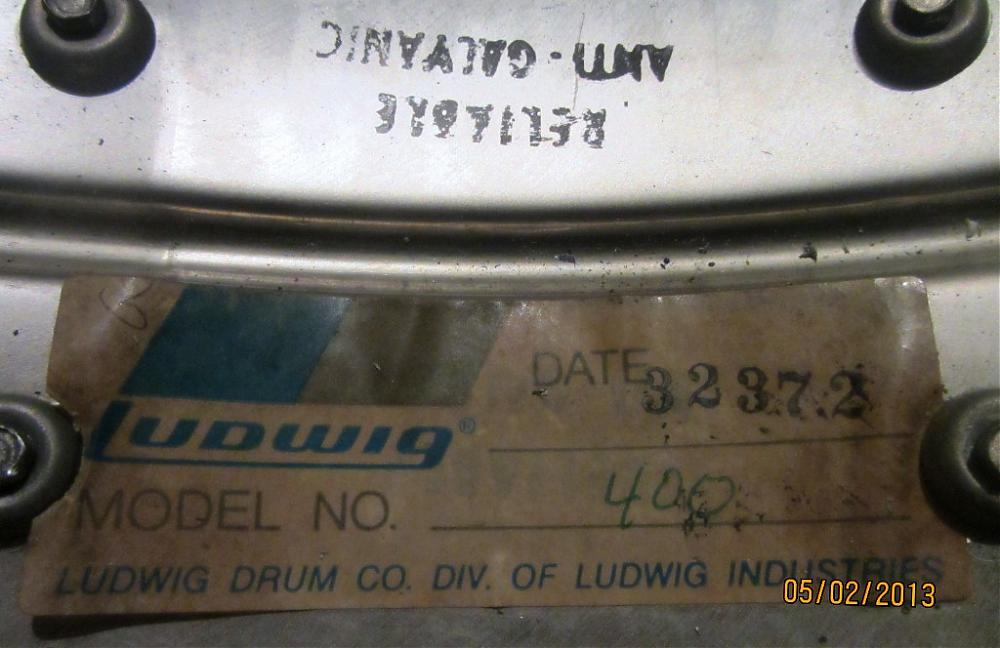 RELIABLE
ANTI-GALVANIC
Ludwig®
DATE 32372
MODEL NO. 400
LUDWIG DRUM CO. DIV. OF LUDWIG INDUSTRIES
05/02/2013